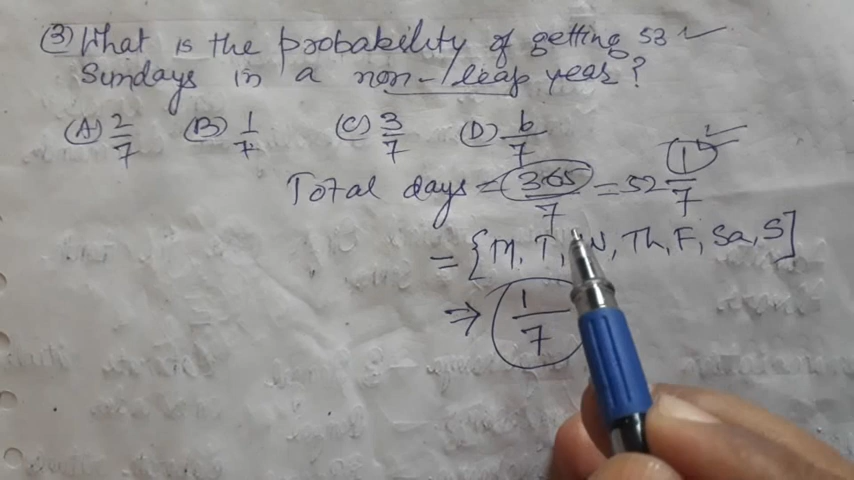 (3) What is the probability of getting 53
Sundays in a non-leap year?
(A) 2/7 (B) 1/7 (C) 3/7 (D) 6/7
Total days = 365/7 = 52 1/7
= {M, T, W, Th, F, Sa, S}
⇒ 1/7